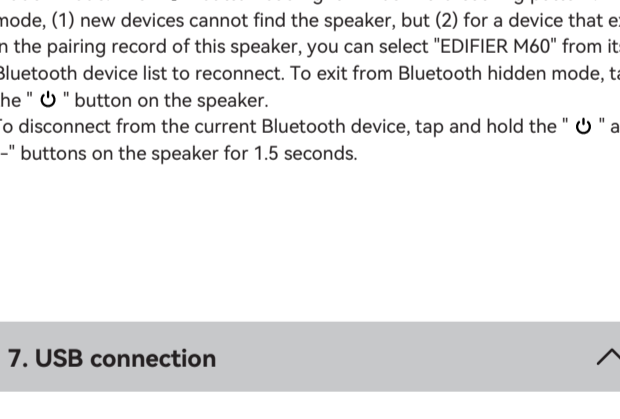 mode, (1) new devices cannot find the speaker, but (2) for a device that
n the pairing record of this speaker, you can select "EDIFIER M60" from
Bluetooth device list to reconnect. To exit from Bluetooth hidden mode,
he " ⏻ " button on the speaker.
To disconnect from the current Bluetooth device, tap and hold the " ⏻ "
-" buttons on the speaker for 1.5 seconds.
7. USB connection